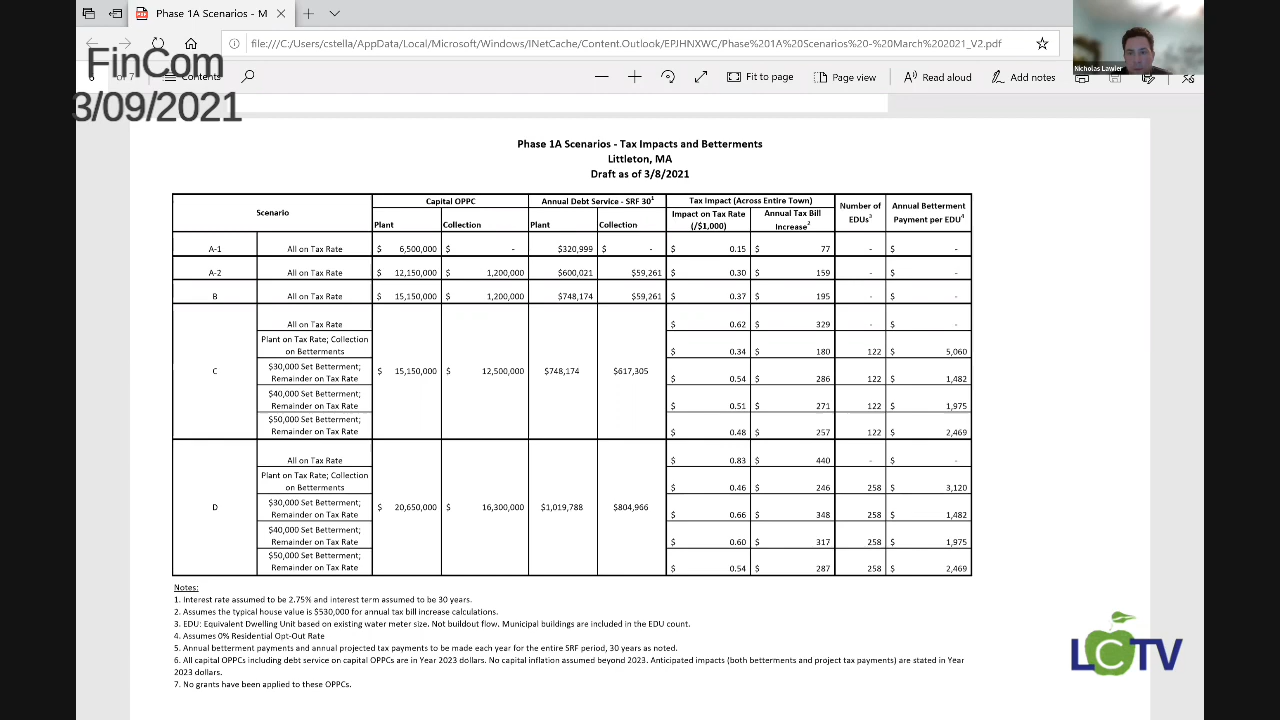 Phase 1A Scenarios - M
file:///C:/Users/cstella/AppData/Local/Microsoft/Windows/INetCache/Content.Outlook/EPJHNXWC/Phase%201A%20Scenarios%20-%20March%202021_V2.pdf
Nicholas Lawler
FinCom
3/09/2021
of 7 Contents Fit to page Page view Read aloud Add notes
Phase 1A Scenarios - Tax Impacts and Betterments
Littleton, MA
Draft as of 3/8/2021
Scenario Capital OPPC Annual Debt Service - SRF 30¹ Tax Impact (Across Entire Town) Number of EDUs³ Annual Betterment Payment per EDU⁴
Plant Collection Plant Collection Impact on Tax Rate (/$1,000) Annual Tax Bill Increase²
A-1 All on Tax Rate $ 6,500,000 $ - $320,999 $ - $ 0.15 $ 77 - $ -
A-2 All on Tax Rate $ 12,150,000 $ 1,200,000 $600,021 $59,261 $ 0.30 $ 159 - $ -
B All on Tax Rate $ 15,150,000 $ 1,200,000 $748,174 $59,261 $ 0.37 $ 195 - $ -
C $ 15,150,000 $ 12,500,000 $748,174 $617,305
All on Tax Rate $ 0.62 $ 329 - $ -
Plant on Tax Rate; Collection on Betterments $ 0.34 $ 180 122 $ 5,060
$30,000 Set Betterment; Remainder on Tax Rate $ 0.54 $ 286 122 $ 1,482
$40,000 Set Betterment; Remainder on Tax Rate $ 0.51 $ 271 122 $ 1,975
$50,000 Set Betterment; Remainder on Tax Rate $ 0.48 $ 257 122 $ 2,469
D $ 20,650,000 $ 16,300,000 $1,019,788 $804,966
All on Tax Rate $ 0.83 $ 440 - $ -
Plant on Tax Rate; Collection on Betterments $ 0.46 $ 246 258 $ 3,120
$30,000 Set Betterment; Remainder on Tax Rate $ 0.66 $ 348 258 $ 1,482
$40,000 Set Betterment; Remainder on Tax Rate $ 0.60 $ 317 258 $ 1,975
$50,000 Set Betterment; Remainder on Tax Rate $ 0.54 $ 287 258 $ 2,469
Notes:
1. Interest rate assumed to be 2.75% and interest term assumed to be 30 years.
2. Assumes the typical house value is $530,000 for annual tax bill increase calculations.
3. EDU: Equivalent Dwelling Unit based on existing water meter size. Not buildout flow. Municipal buildings are included in the EDU count.
4. Assumes 0% Residential Opt-Out Rate
5. Annual betterment payments and annual projected tax payments are made each year for the entire SRF period, 30 years as noted.
6. All capital OPPCs including debt service on capital OPPCs are in Year 2023 dollars. No capital inflation assumed beyond 2023. Anticipated impacts (both betterments and project tax payments) are stated in Year
2023 dollars.
7. No grants have been applied to these OPPCs.
LCTV